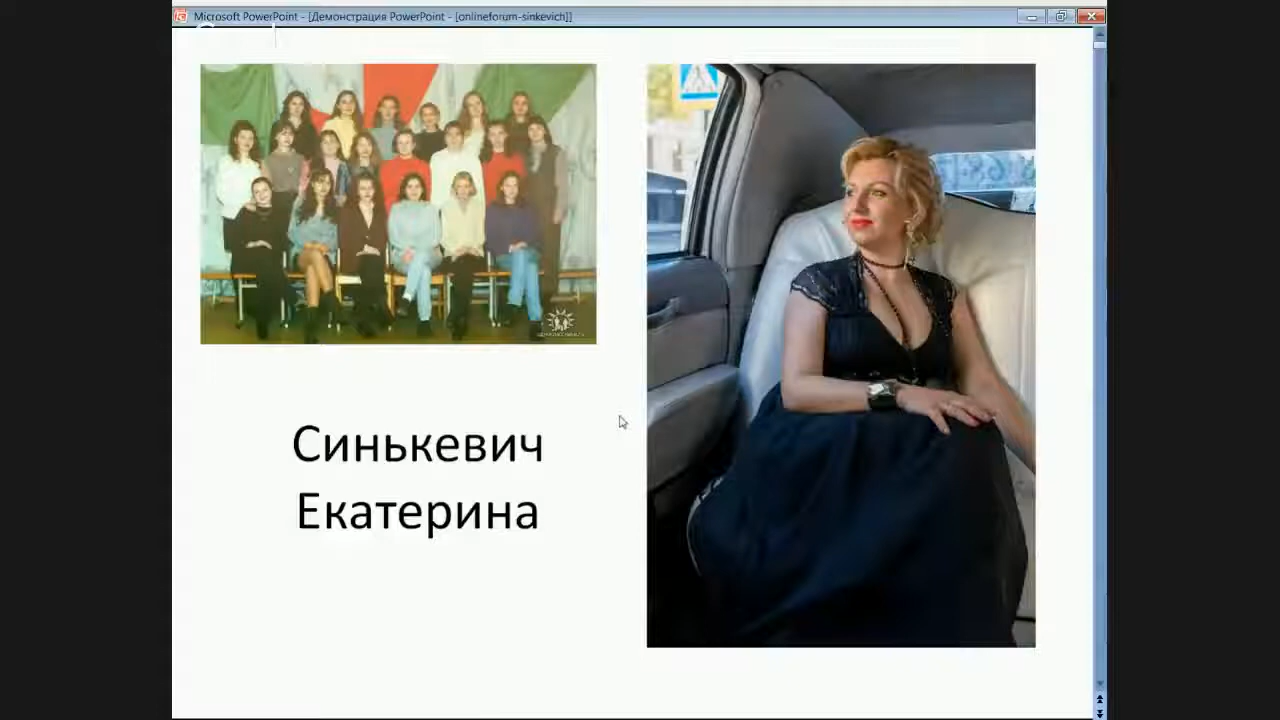 Microsoft PowerPoint - [Демонстрация PowerPoint - [onlineforum-sinkevich]]
Синькевич
Екатерина